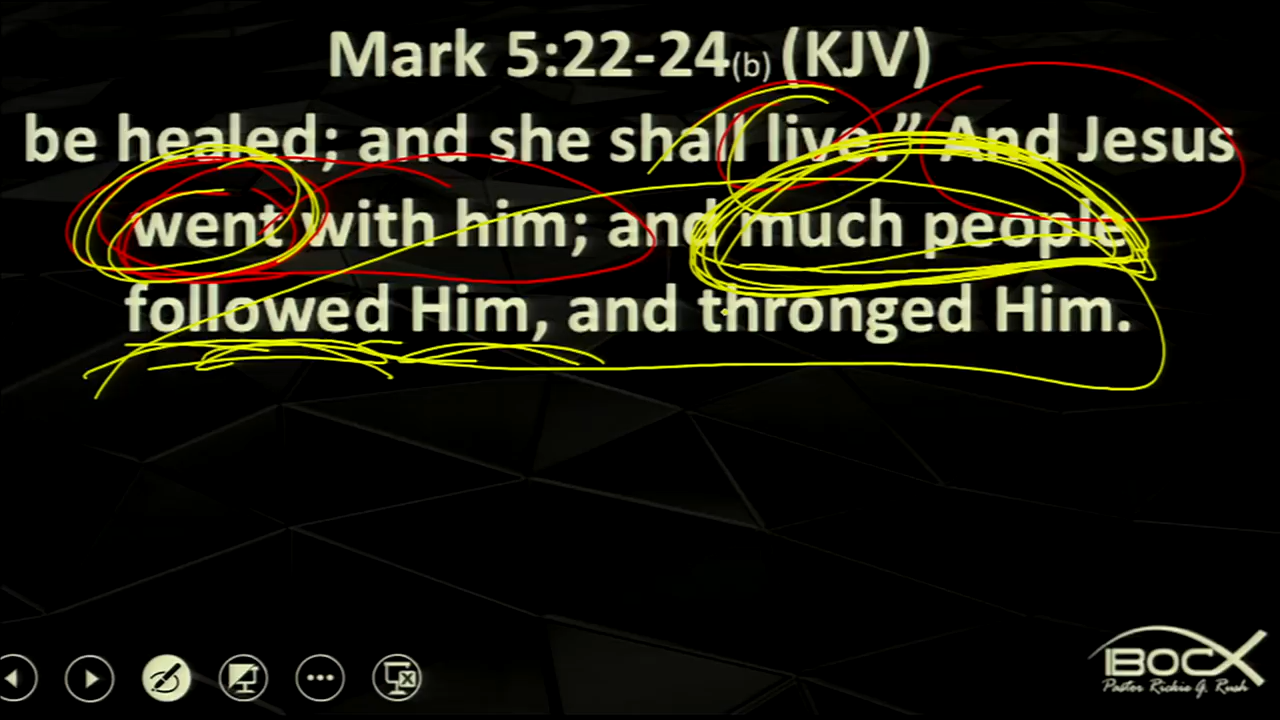 Mark 5:22-24(b) (KJV)
be healed; and she shall live.” And Jesus
went with him; and much people
followed Him, and thronged Him.
IBOCX
Pastor Rickie G. Rush